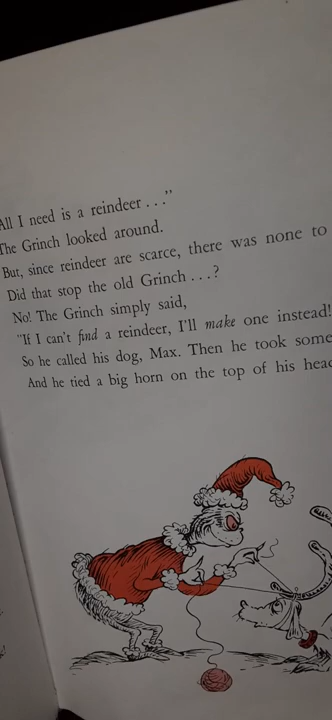 All I need is a reindeer . . ."
The Grinch looked around.
But, since reindeer are scarce, there was none to
Did that stop the old Grinch . . . ?
No! The Grinch simply said,
"If I can't find a reindeer, I'll make one instead!
So he called his dog, Max. Then he took some
And he tied a big horn on the top of his head